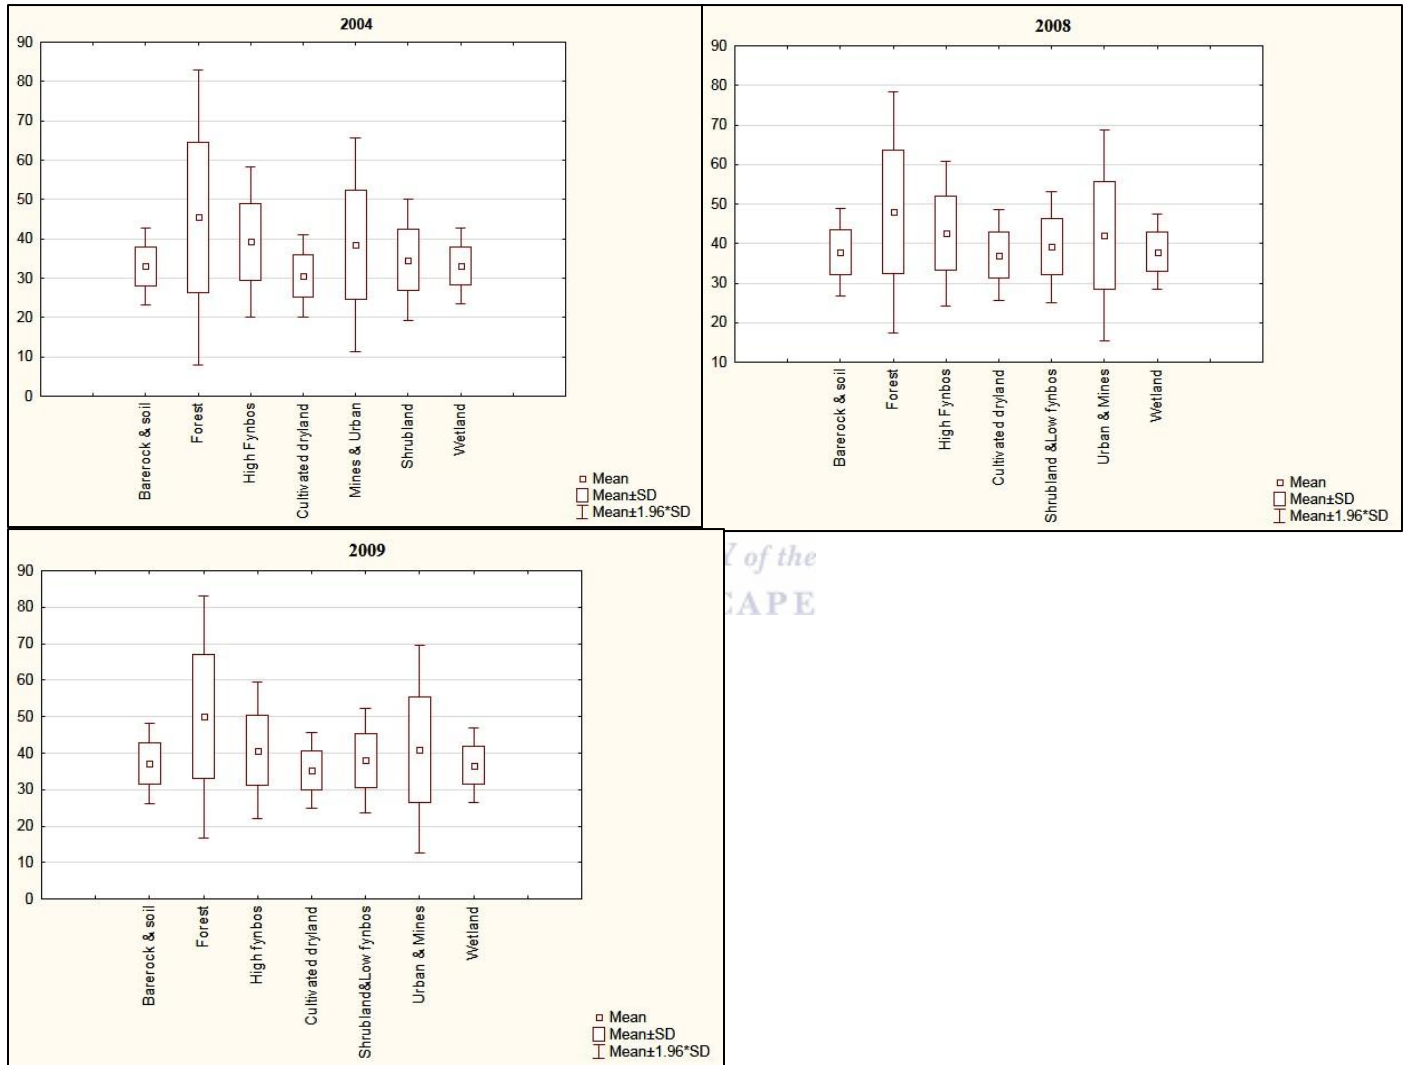 2004
90
80
70
60
50
40
30
20
10
0
Barerock & soil
Forest
High Fynbos
Cultivated dryland
Mines & Urban
Shrubland
Wetland
Mean
Mean±SD
Mean±1.96*SD
2008
90
80
70
60
50
40
30
20
10
Barerock & soil
Forest
High Fynbos
Cultivated dryland
Shrubland &Low fynbos
Urban & Mines
Wetland
Mean
Mean±SD
Mean±1.96*SD
2009
90
80
70
60
50
40
30
20
10
0
Barerock & soil
Forest
High fynbos
Cultivated dryland
Shrubland&Low fynbos
Urban & Mines
Wetland
Mean
Mean±SD
Mean±1.96*SD
of the
CAPE